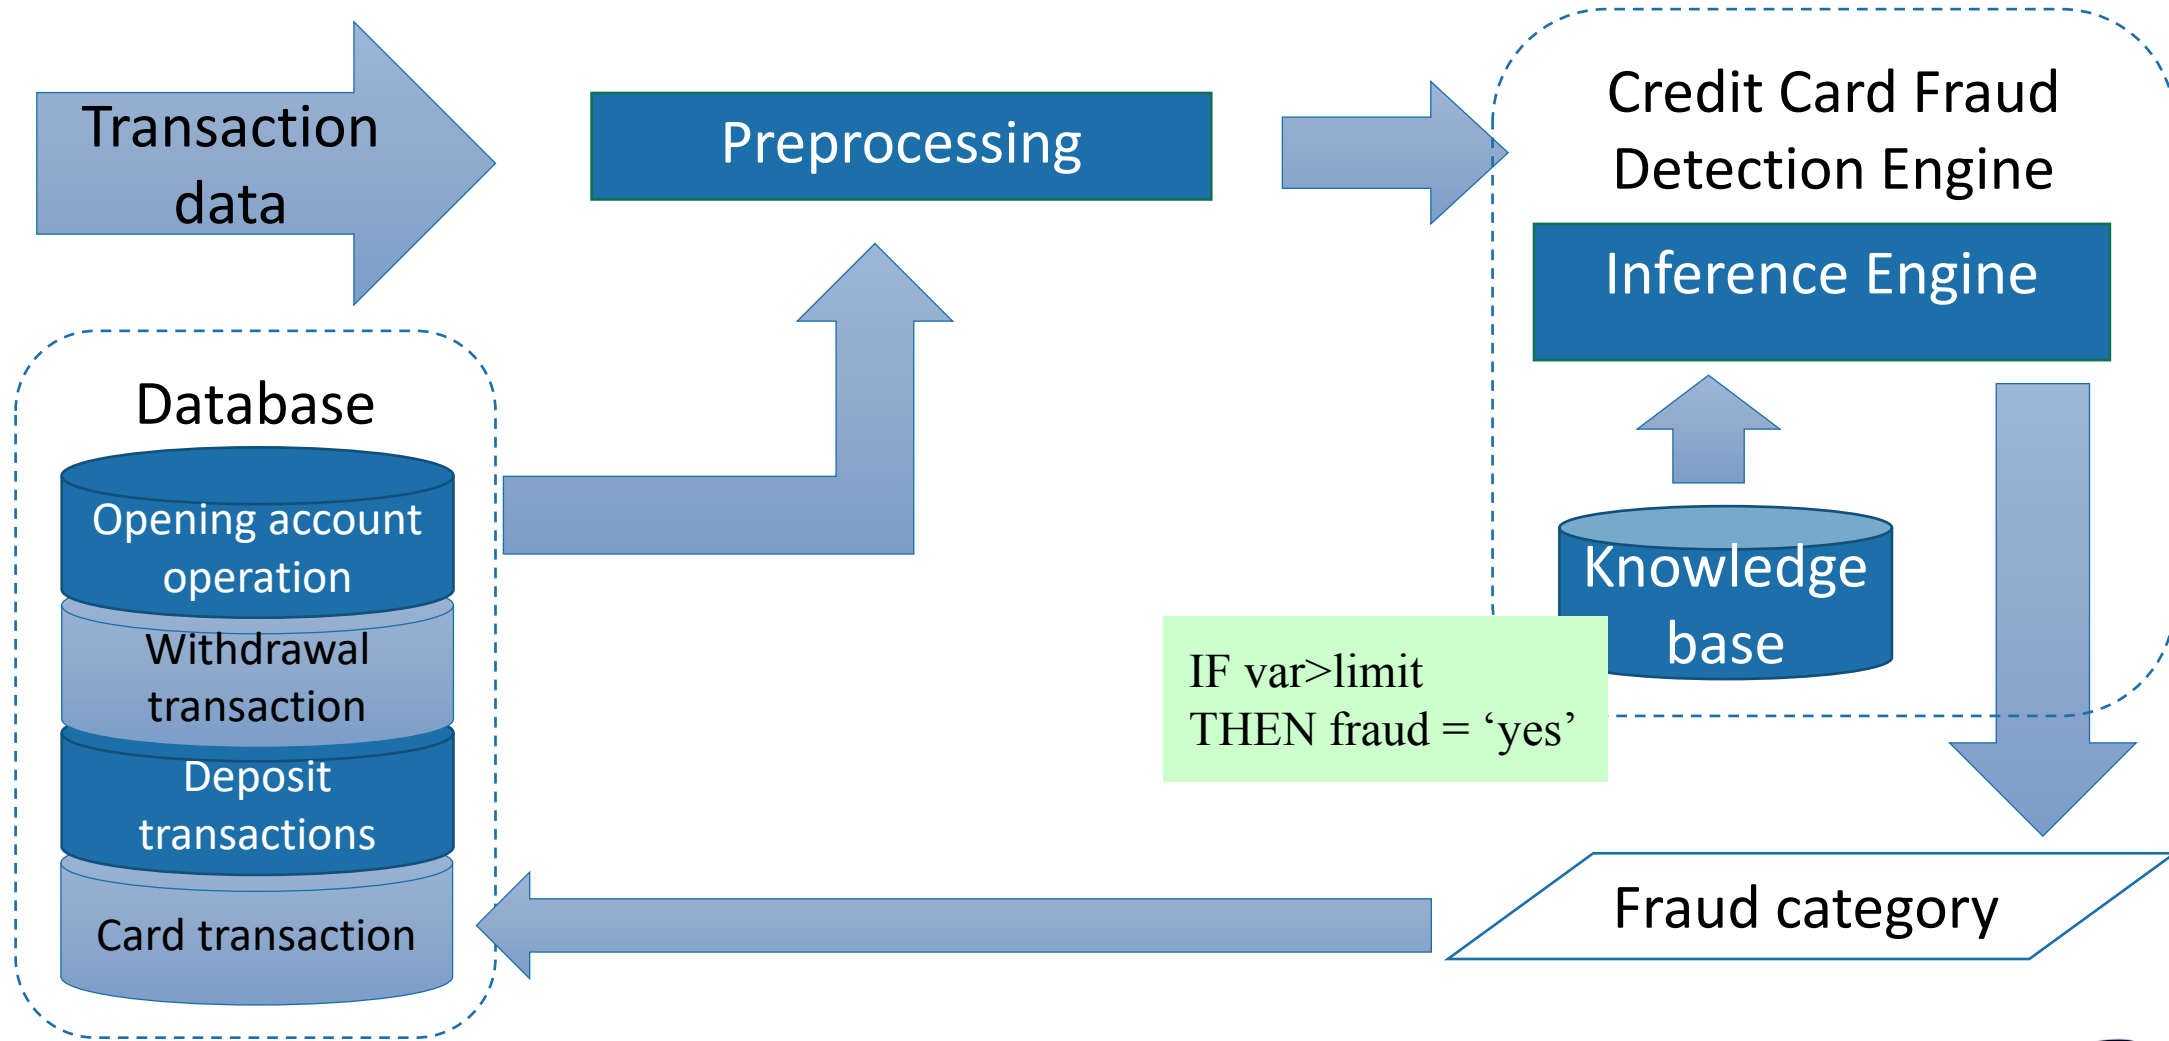 Transaction
data
Preprocessing
Credit Card Fraud
Detection Engine
Inference Engine
Database
Opening account
operation
Withdrawal
transaction
Deposit
transactions
Card transaction
Knowledge
base
IF var>limit
THEN fraud = ‘yes’
Fraud category